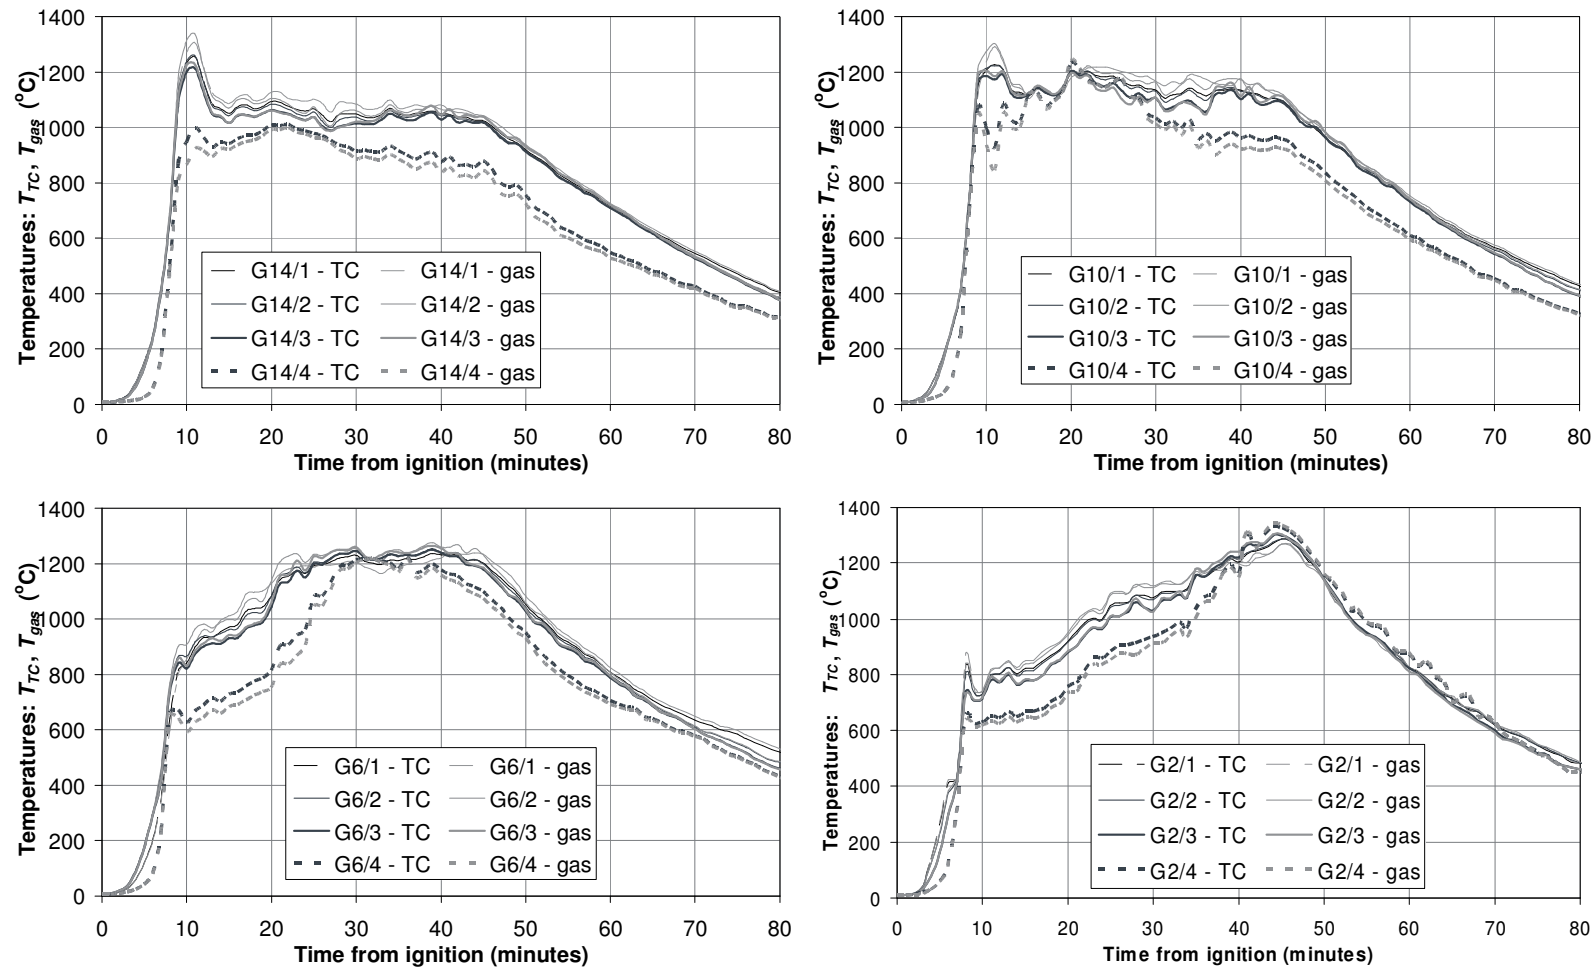 1400
1200
1000
800
600
400
200
0
Temperatures: T_TC, T_gas (°C)
G14/1 - TC G14/1 - gas
G14/2 - TC G14/2 - gas
G14/3 - TC G14/3 - gas
G14/4 - TC G14/4 - gas
0 10 20 30 40 50 60 70 80
Time from ignition (minutes)
1400
1200
1000
800
600
400
200
0
Temperatures: T_TC, T_gas (°C)
G10/1 - TC G10/1 - gas
G10/2 - TC G10/2 - gas
G10/3 - TC G10/3 - gas
G10/4 - TC G10/4 - gas
0 10 20 30 40 50 60 70 80
Time from ignition (minutes)
1400
1200
1000
800
600
400
200
0
Temperatures: T_TC, T_gas (°C)
G6/1 - TC G6/1 - gas
G6/2 - TC G6/2 - gas
G6/3 - TC G6/3 - gas
G6/4 - TC G6/4 - gas
0 10 20 30 40 50 60 70 80
Time from ignition (minutes)
1400
1200
1000
800
600
400
200
0
Temperatures: T_TC, T_gas (°C)
G2/1 - TC G2/1 - gas
G2/2 - TC G2/2 - gas
G2/3 - TC G2/3 - gas
G2/4 - TC G2/4 - gas
0 10 20 30 40 50 60 70 80
Time from ignition (minutes)